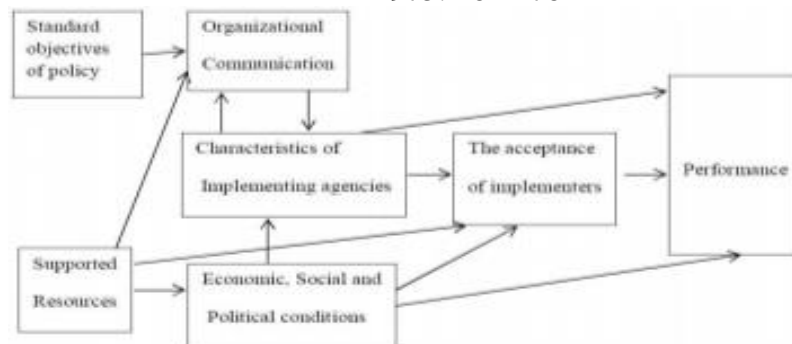 Standard
objectives
of policy
Organizational
Communication
Characteristics of
Implementing agencies
The acceptance
of implementers
Performance
Supported
Resources
Economic, Social and
Political conditions